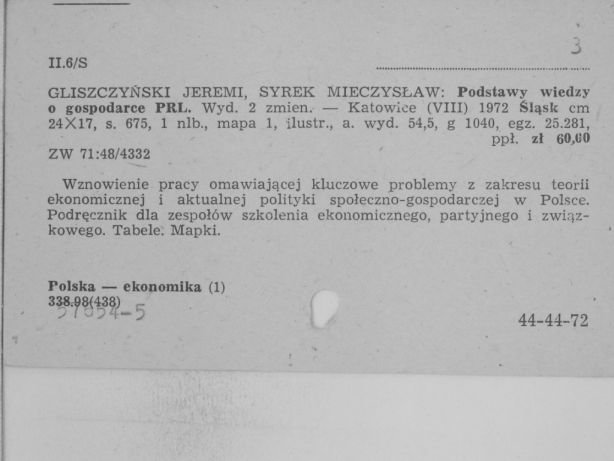 3
II.6/S
GLISZCZYŃSKI JEREMI, SYREK MIECZYSŁAW: Podstawy wiedzy
o gospodarce PRL. Wyd. 2 zmien. — Katowice (VIII) 1972 Śląsk cm
24X17, s. 675, 1 nlb., mapa 1, ilustr., a. wyd. 54,5, g 1040, egz. 25.281,
ppł. zł 60,00
ZW 71:48/4332
Wznowienie pracy omawiającej kluczowe problemy z zakresu teorii
ekonomicznej i aktualnej polityki społeczno-gospodarczej w Polsce.
Podręcznik dla zespołów szkolenia ekonomicznego, partyjnego i związ-
kowego. Tabele. Mapki.
Polska — ekonomika (1)
338.98(438)
57654-5
44-44-72